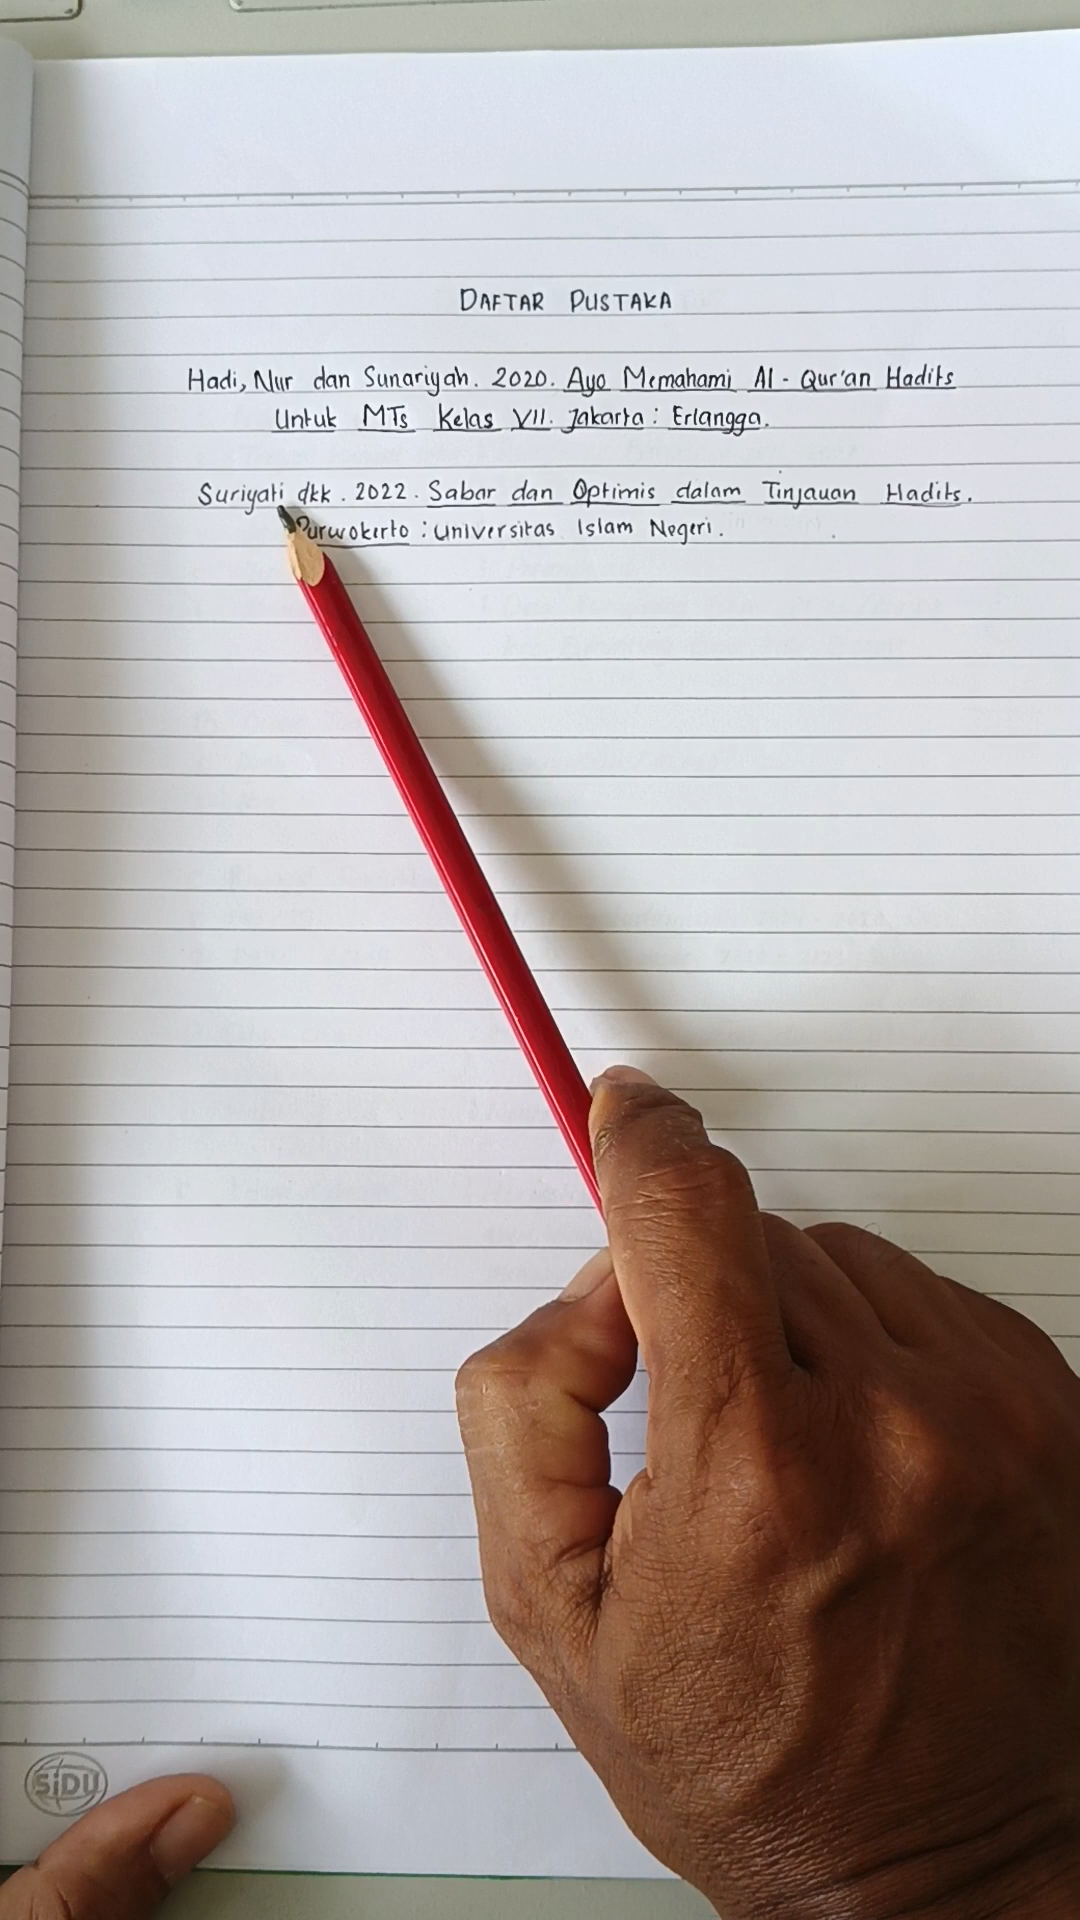 DAFTAR PUSTAKA
Hadi, Nur dan Sunariyah. 2020. Ayo Memahami Al-Qur'an Hadits
Untuk MTs Kelas VII. Jakarta : Erlangga.
Suriyati dkk. 2022. Sabar dan Optimis dalam Tinjauan Hadits.
Purwokerto : Universitas Islam Negeri.
SiDU